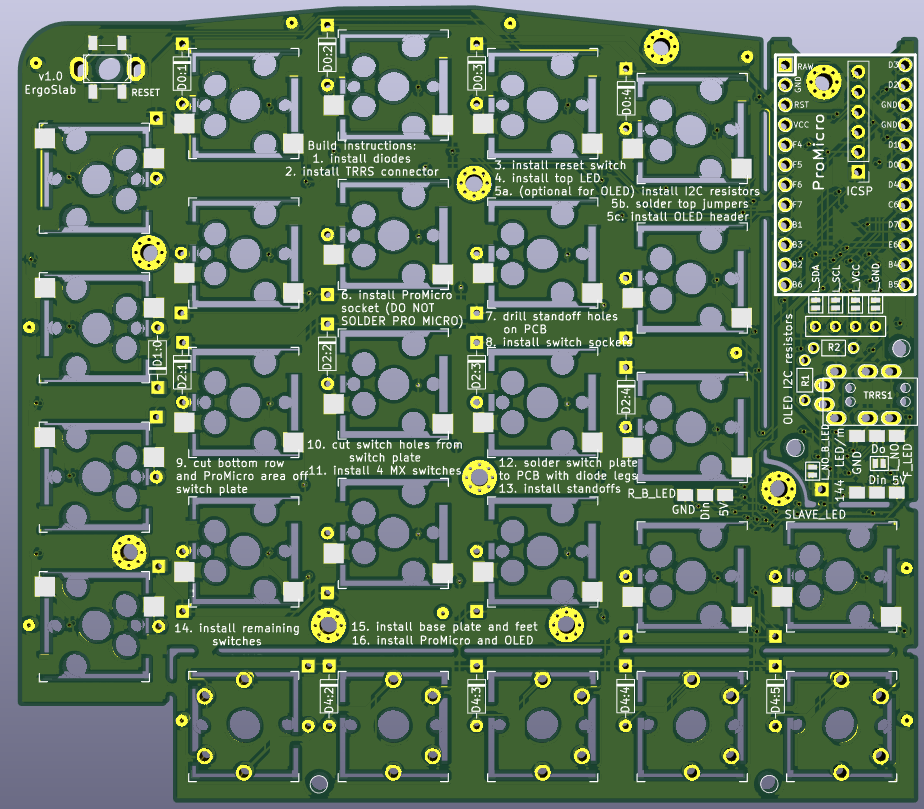 v1.0
ErgoSlab
RESET
D0:1
D0:2
D0:3
D0:4
Build instructions:
1. install diodes
2. install TRRS connector
3. install reset switch
4. install top LED
5a. (optional for OLED) install I2C resistors
5b. solder top jumpers
5c. install OLED header
ProMicro
ICSP
RAW
GND
RST
VCC
F4
F5
F6
F7
B1
B3
B2
B6
D3
D2
GND
GND
D1
D0
D4
C6
D7
E6
B4
B5
_SDA
_SCL
_VCC
_GND
6. install ProMicro
socket (DO NOT
SOLDER PRO MICRO)
7. drill standoff holes
on PCB
8. install switch sockets
OLED I2C resistors
R2
R1
TRRS1
D1:0
D2:1
D2:2
D2:3
D2:4
9. cut bottom row
and ProMicro area off
switch plate
10. cut switch holes from
switch plate
11. install 4 MX switches
12. solder switch plate
to PCB with diode legs
13. install standoffs
R_B_LED
GND
Din
5V
144_LED/m
GND
Do
Din 5V
SLAVE_LED
14. install remaining
switches
15. install base plate and feet
16. install ProMicro and OLED
D4:2
D4:3
D4:4
D4:5